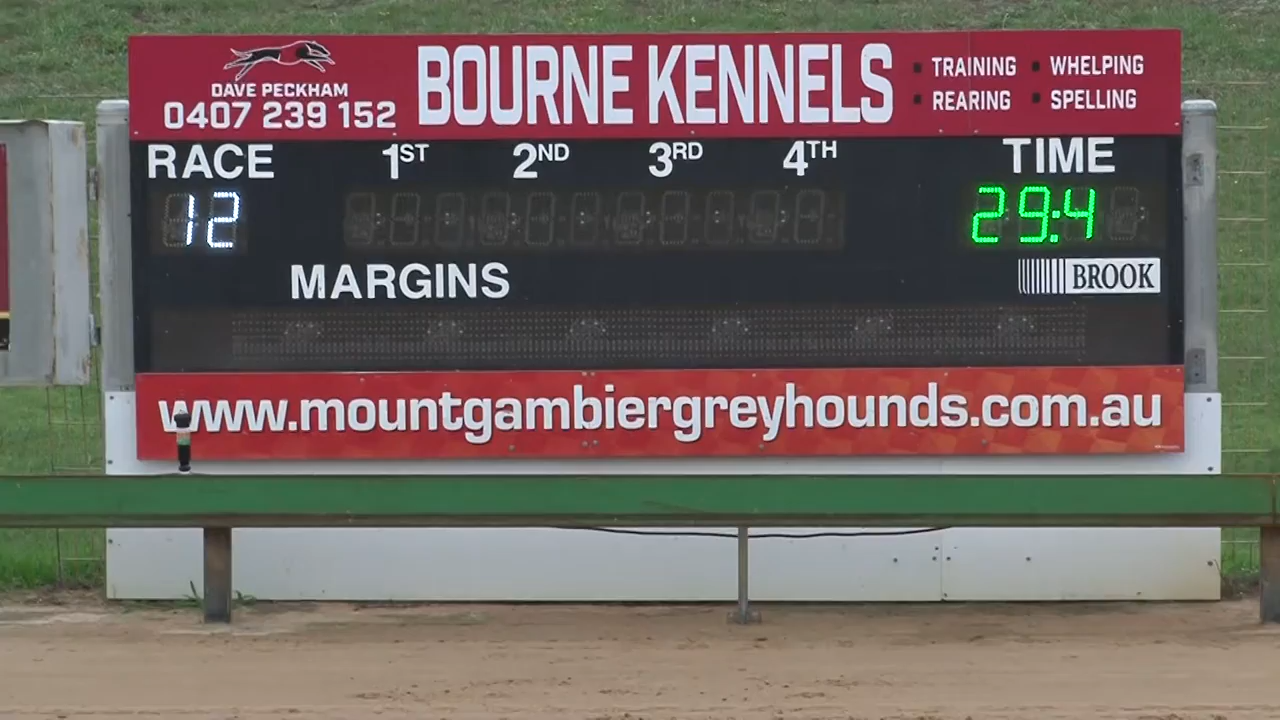 DAVE PECKHAM
0407 239 152
BOURNE KENNELS
TRAINING WHELPING
REARING SPELLING
RACE 1ST 2ND 3RD 4TH TIME
12 29:4
MARGINS
BROOK
www.mountgambiergreyhounds.com.au